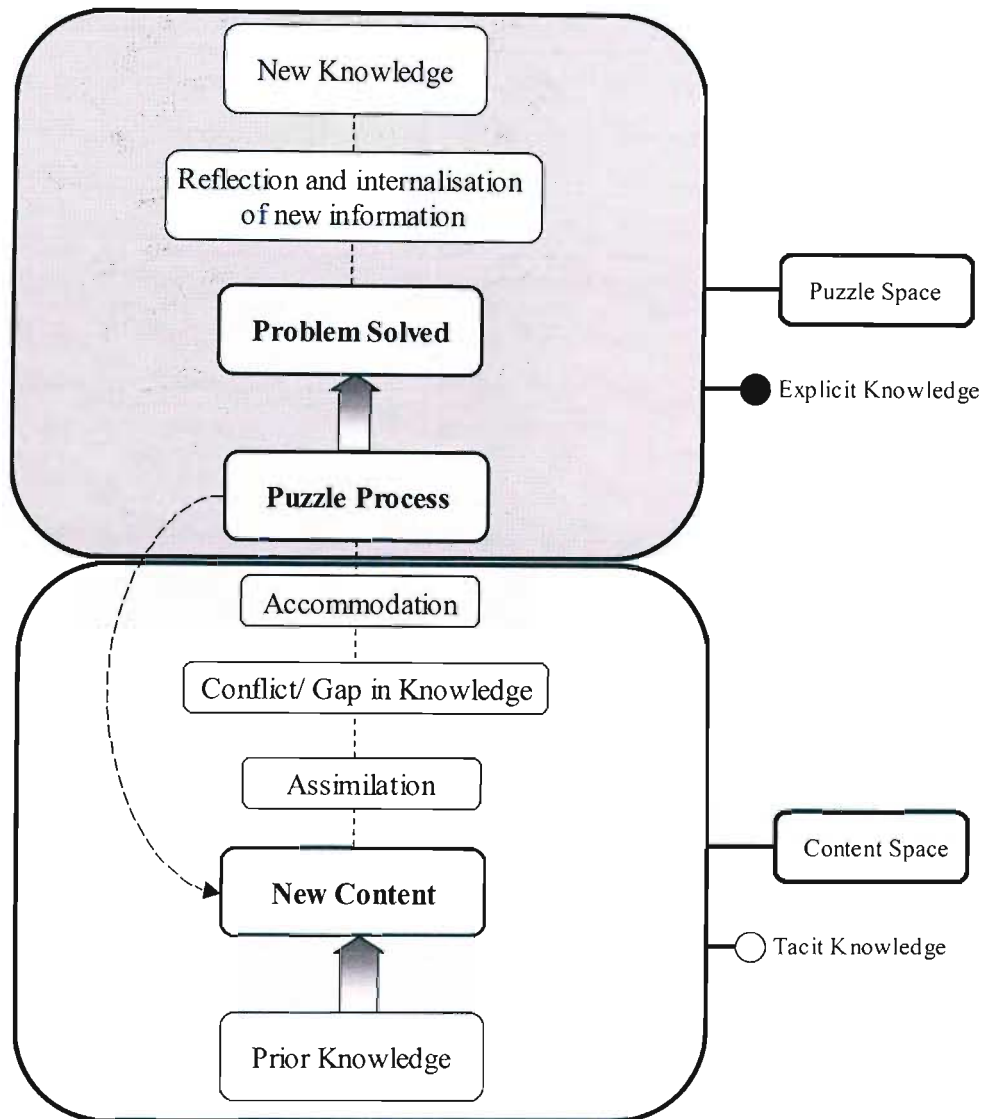 New Knowledge
Reflection and internalisation
of new information
Problem Solved
Puzzle Space
Explicit Knowledge
Puzzle Process
Accommodation
Conflict/ Gap in Knowledge
Assimilation
Content Space
New Content
Tacit Knowledge
Prior Knowledge